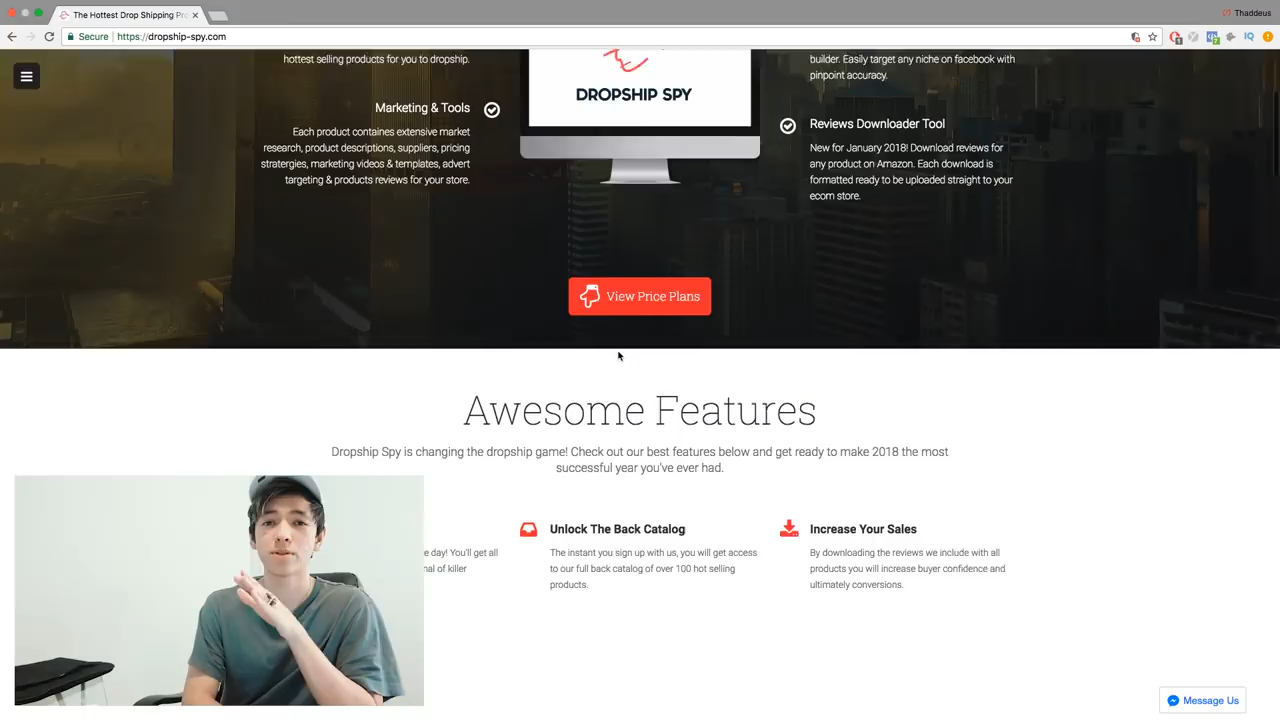 The Hottest Drop Shipping Pro
Thaddeus
Secure
https://dropship-spy.com
hottest selling products for you to dropship.
Marketing & Tools
Each product containes extensive market
research, product descriptions, suppliers, pricing
stratergies, marketing videos & templates, advert
targeting & products reviews for your store.
DROPSHIP SPY
builder. Easily target any niche on facebook with
pinpoint accuracy.
Reviews Downloader Tool
New for January 2018! Download reviews for
any product on Amazon. Each download is
formatted ready to be uploaded straight to your
ecom store.
View Price Plans
Awesome Features
Dropship Spy is changing the dropship game! Check out our best features below and get ready to make 2018 the most
successful year you've ever had.
e day! You'll get all
nal of killer
Unlock The Back Catalog
The instant you sign up with us, you will get access
to our full back catalog of over 100 hot selling
products.
Increase Your Sales
By downloading the reviews we include with all
products you will increase buyer confidence and
ultimately conversions.
Message Us